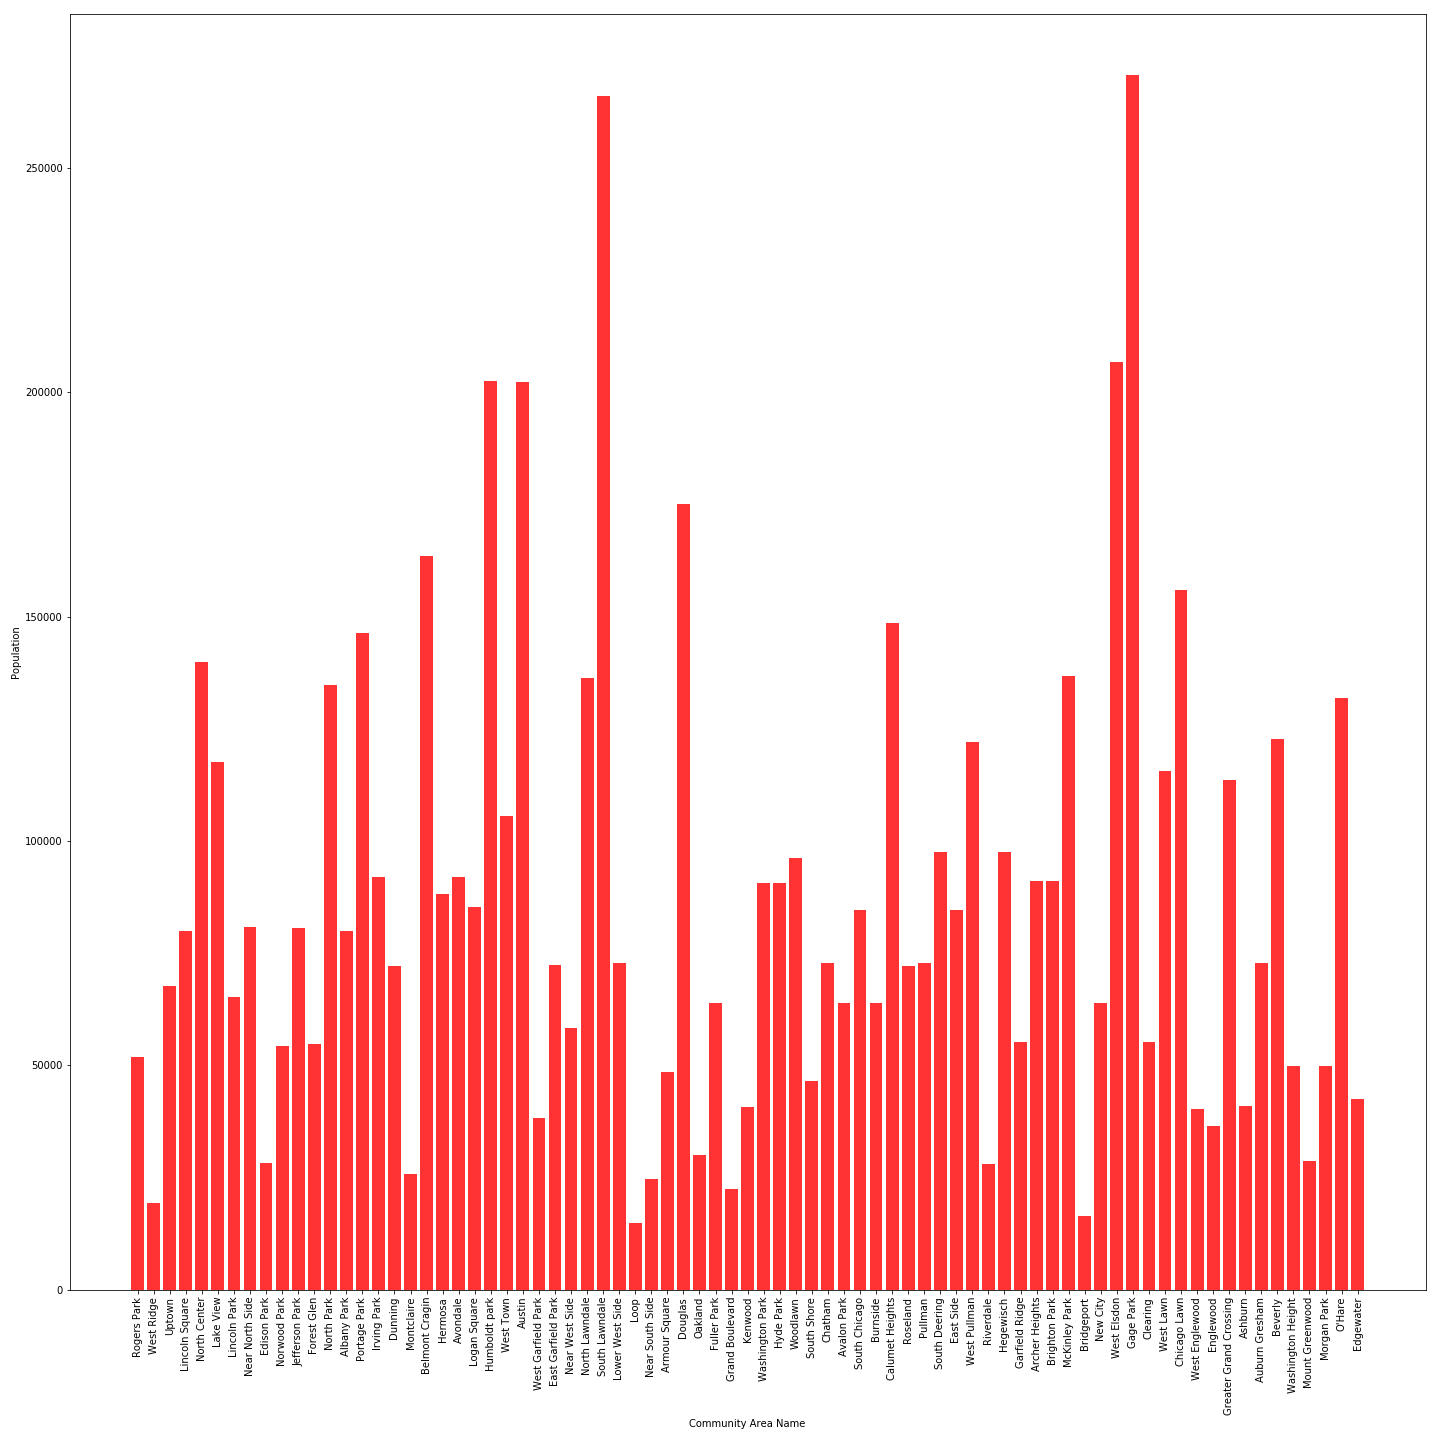 250000
200000
150000
100000
50000
0
Population
Rogers Park
West Ridge
Uptown
Lincoln Square
North Center
Lake View
Lincoln Park
Near North Side
Edison Park
Norwood Park
Jefferson Park
Forest Glen
North Park
Albany Park
Portage Park
Irving Park
Dunning
Montclaire
Belmont Cragin
Hermosa
Avondale
Logan Square
Humboldt park
West Town
Austin
West Garfield Park
East Garfield Park
Near West Side
North Lawndale
South Lawndale
Lower West Side
Loop
Near South Side
Armour Square
Douglas
Oakland
Fuller Park
Grand Boulevard
Kenwood
Washington Park
Hyde Park
Woodlawn
South Shore
Chatham
Avalon Park
South Chicago
Burnside
Calumet Heights
Roseland
Pullman
South Deering
East Side
West Pullman
Riverdale
Hegewisch
Garfield Ridge
Archer Heights
Brighton Park
McKinley Park
Bridgeport
New City
West Elsdon
Gage Park
Clearing
West Lawn
Chicago Lawn
West Englewood
Englewood
Greater Grand Crossing
Ashburn
Auburn Gresham
Beverly
Washington Height
Mount Greenwood
Morgan Park
O'Hare
Edgewater
Community Area Name